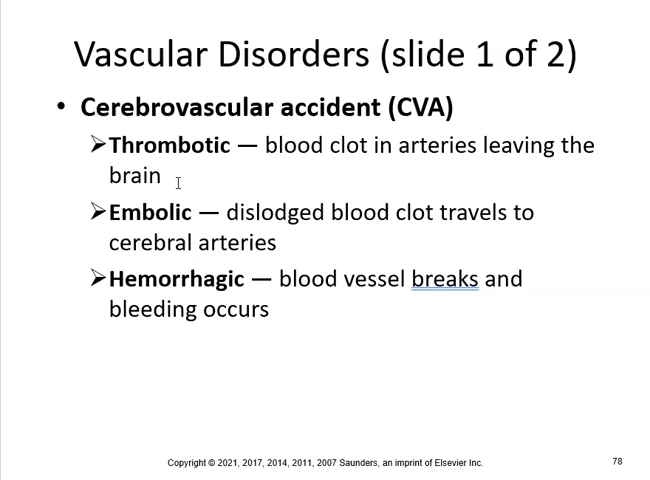 Vascular Disorders (slide 1 of 2)
• Cerebrovascular accident (CVA)
➢Thrombotic — blood clot in arteries leaving the
brain
➢Embolic — dislodged blood clot travels to
cerebral arteries
➢Hemorrhagic — blood vessel breaks and
bleeding occurs
Copyright © 2021, 2017, 2014, 2011, 2007 Saunders, an imprint of Elsevier Inc.
78